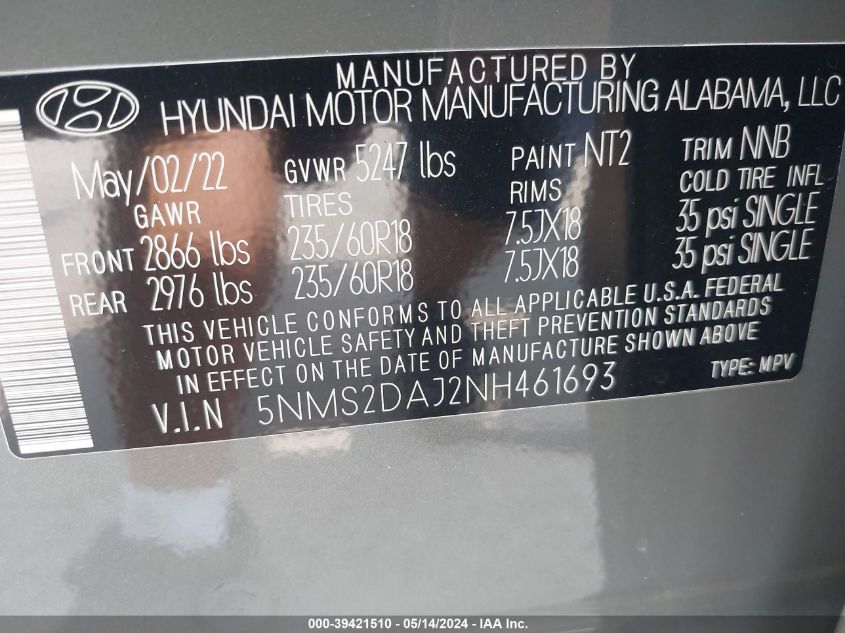 MANUFACTURED BY
HYUNDAI MOTOR MANUFACTURING ALABAMA, LLC
May/02/22 GVWR 5247 lbs PAINT NT2 TRIM NNB
GAWR TIRES RIMS COLD TIRE INFL
FRONT 2866 lbs 235/60R18 7.5JX18 35 psi SINGLE
REAR 2976 lbs 235/60R18 7.5JX18 35 psi SINGLE
THIS VEHICLE CONFORMS TO ALL APPLICABLE U.S.A. FEDERAL
MOTOR VEHICLE SAFETY AND THEFT PREVENTION STANDARDS
IN EFFECT ON THE DATE OF MANUFACTURE SHOWN ABOVE
V.I.N 5NMS2DAJ2NH461693 TYPE: MPV
000-39421510 - 05/14/2024 - IAA Inc.